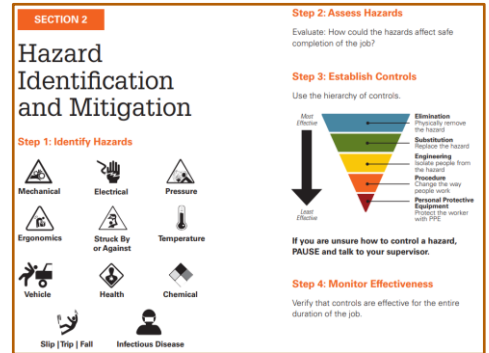 SECTION 2
Hazard
Identification
and Mitigation
Step 1: Identify Hazards
Mechanical
Electrical
Pressure
Ergonomics
Struck By
or Against
Temperature
Vehicle
Health
Chemical
Slip | Trip | Fall
Infectious Disease
Step 2: Assess Hazards
Evaluate: How could the hazards affect safe
completion of the job?
Step 3: Establish Controls
Use the hierarchy of controls.
Most
Effective
Least
Effective
Elimination
Physically remove
the hazard
Substitution
Replace the hazard
Engineering
Isolate people from
the hazard
Procedure
Change the way
people work
Personal Protective
Equipment
Protect the worker
with PPE
If you are unsure how to control a hazard,
PAUSE and talk to your supervisor.
Step 4: Monitor Effectiveness
Verify that controls are effective for the entire
duration of the job.